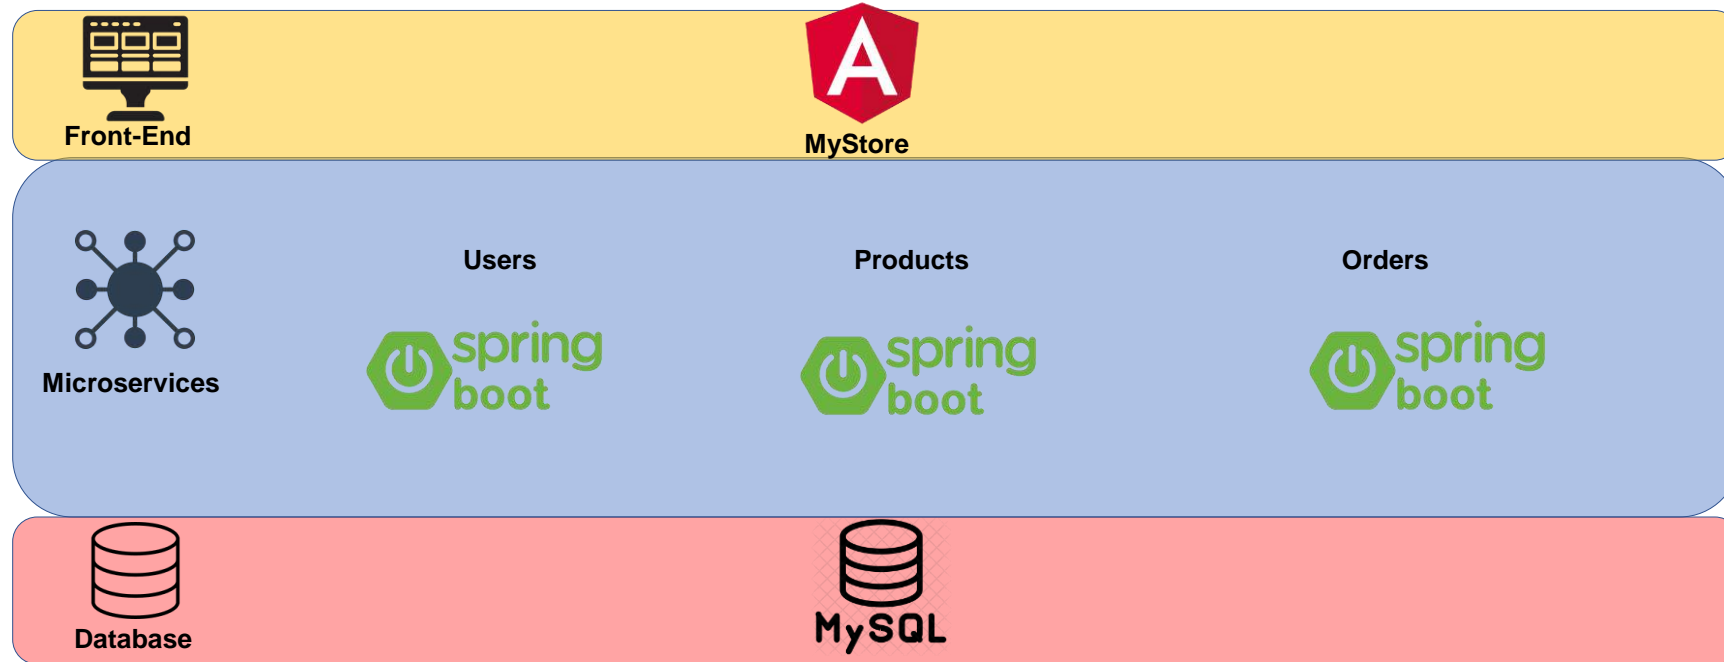 Front-End
A
MyStore
Microservices
Users
spring
boot
Products
spring
boot
Orders
spring
boot
Database
MySQL